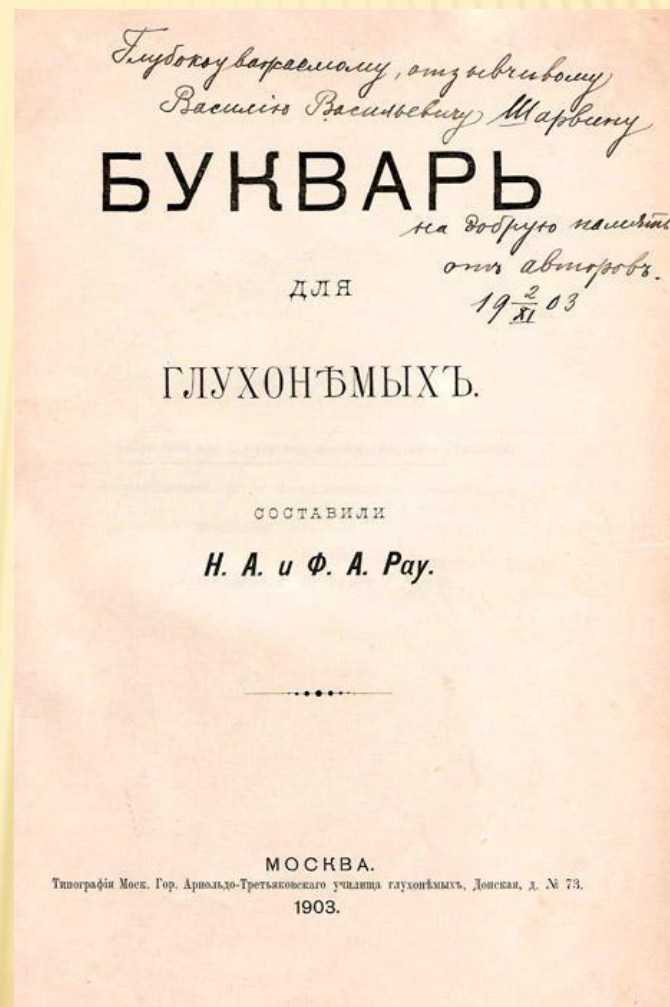 Глубокоуважаемому, отзывчивому
Василію Васильевичу Шарвину
БУКВАРЬ
на добрую память
отъ авторовъ.
19 2/XI 03
ДЛЯ
ГЛУХОНѢМЫХЪ.
СОСТАВИЛИ
Н. А. и Ф. А. Рау.
МОСКВА.
Типографія Моск. Гор. Арнольдо-Третьяковскаго училища глухонѣмыхъ, Донская, д. № 73.
1903.